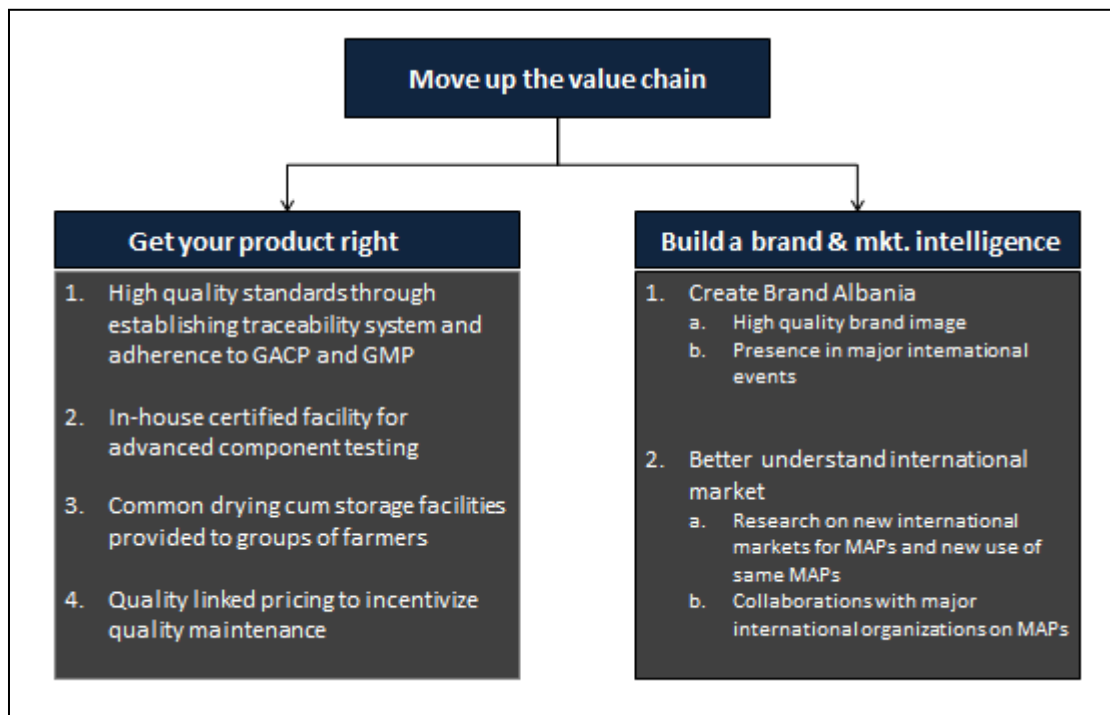 Move up the value chain
Get your product right
1. High quality standards through
establishing traceability system and
adherence to GACP and GMP
2. In-house certified facility for
advanced component testing
3. Common drying cum storage facilities
provided to groups of farmers
4. Quality linked pricing to incentivize
quality maintenance
Build a brand & mkt. intelligence
1. Create Brand Albania
a. High quality brand image
b. Presence in major international
events
2. Better understand international
market
a. Research on new international
markets for MAPs and new use of
same MAPs
b. Collaborations with major
international organizations on MAPs